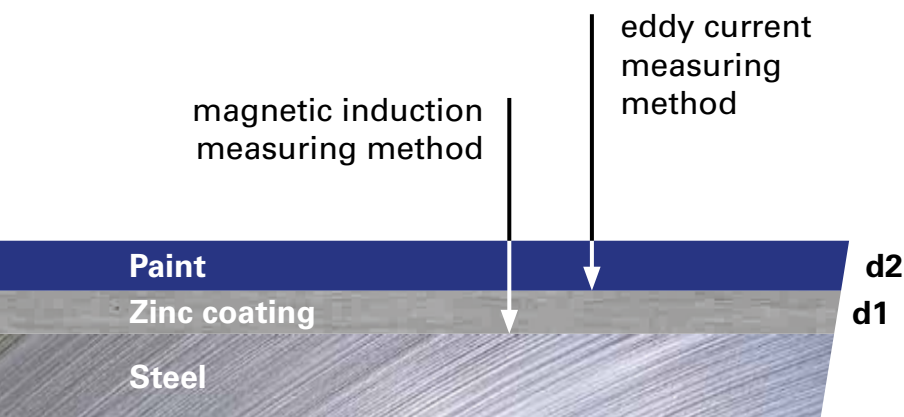 eddy current
measuring
method
magnetic induction
measuring method
Paint
d2
Zinc coating
d1
Steel